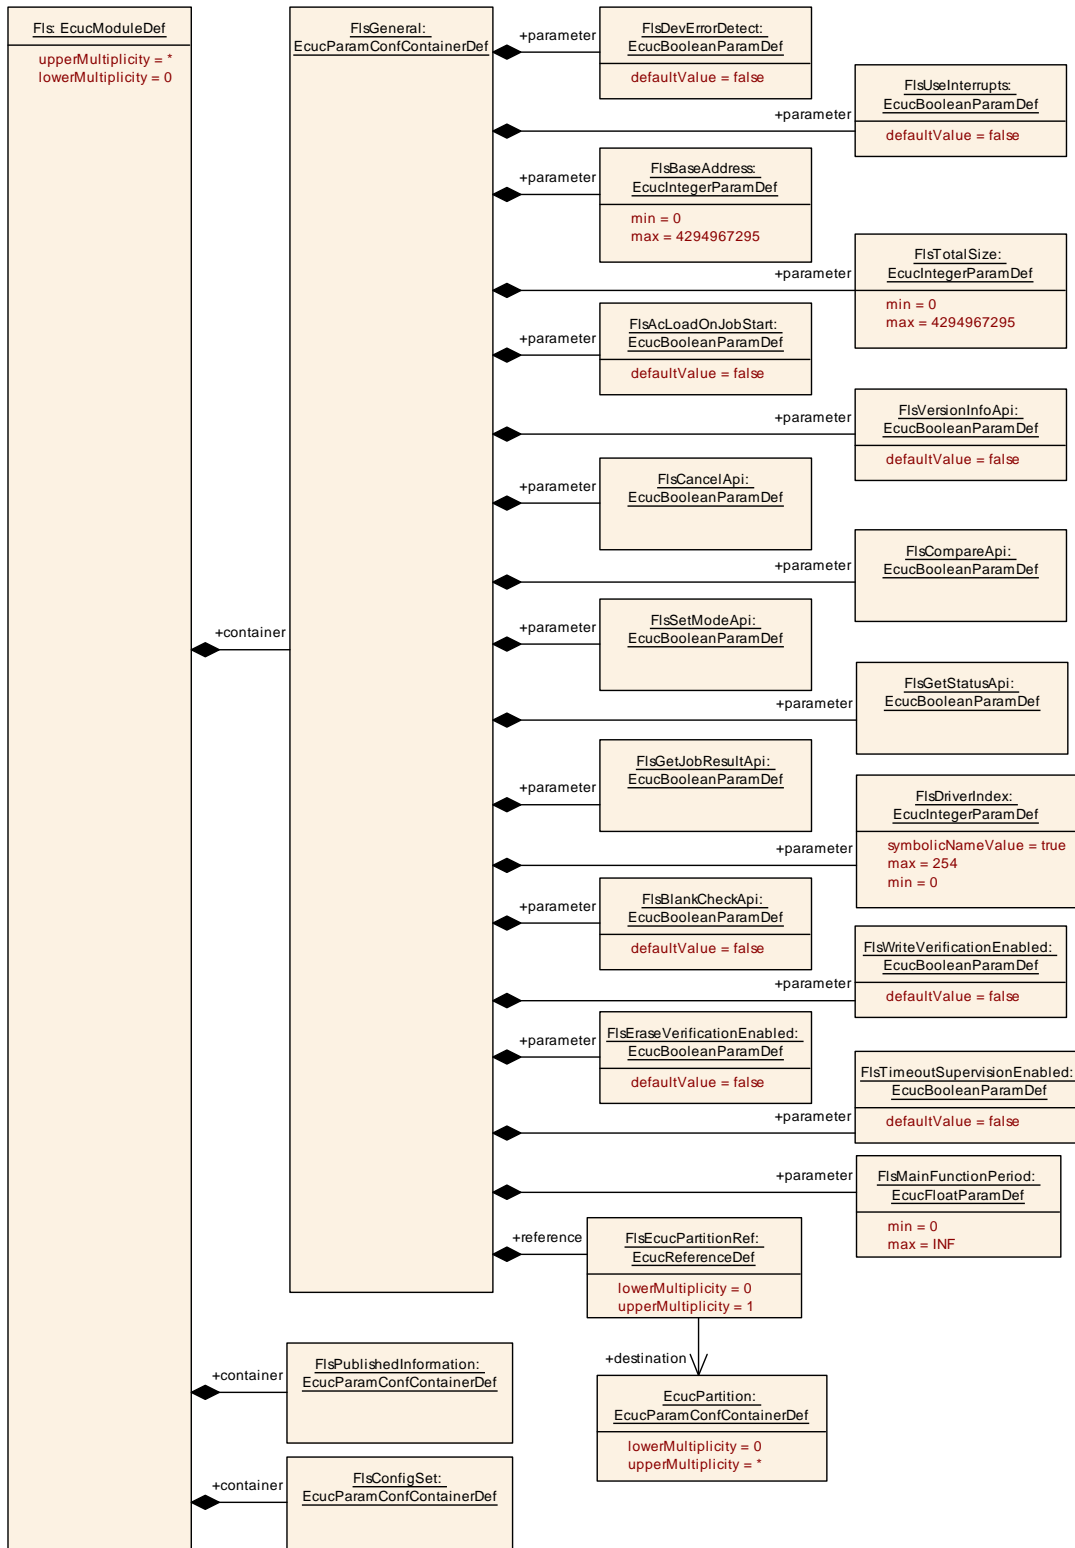 Fls: EcucModuleDef
upperMultiplicity = *
lowerMultiplicity = 0
FlsGeneral:
EcucParamConfContainerDef
+parameter
FlsDevErrorDetect:
EcucBooleanParamDef
defaultValue = false
+parameter
FlsUseInterrupts:
EcucBooleanParamDef
defaultValue = false
+parameter
FlsBaseAddress:
EcucIntegerParamDef
min = 0
max = 4294967295
+parameter
FlsTotalSize:
EcucIntegerParamDef
min = 0
max = 4294967295
+parameter
FlsAcLoadOnJobStart:
EcucBooleanParamDef
defaultValue = false
+parameter
FlsVersionInfoApi:
EcucBooleanParamDef
defaultValue = false
+parameter
FlsCancelApi:
EcucBooleanParamDef
+parameter
FlsCompareApi:
EcucBooleanParamDef
+container
+parameter
FlsSetModeApi:
EcucBooleanParamDef
+parameter
FlsGetStatusApi:
EcucBooleanParamDef
+parameter
FlsGetJobResultApi:
EcucBooleanParamDef
+parameter
FlsDriverIndex:
EcucIntegerParamDef
symbolicNameValue = true
max = 254
min = 0
+parameter
FlsBlankCheckApi:
EcucBooleanParamDef
defaultValue = false
+parameter
FlsWriteVerificationEnabled:
EcucBooleanParamDef
defaultValue = false
+parameter
FlsEraseVerificationEnabled:
EcucBooleanParamDef
defaultValue = false
+parameter
FlsTimeoutSupervisionEnabled:
EcucBooleanParamDef
defaultValue = false
+parameter
FlsMainFunctionPeriod:
EcucFloatParamDef
min = 0
max = INF
+reference
FlsEcucPartitionRef:
EcucReferenceDef
lowerMultiplicity = 0
upperMultiplicity = 1
+destination
EcucPartition:
EcucParamConfContainerDef
lowerMultiplicity = 0
upperMultiplicity = *
+container
FlsPublishedInformation:
EcucParamConfContainerDef
+container
FlsConfigSet:
EcucParamConfContainerDef